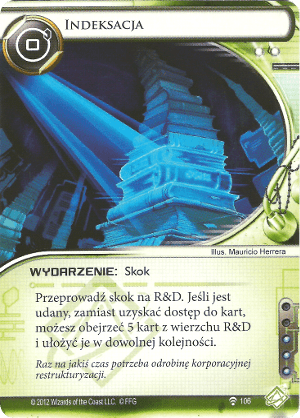 INDEKSACJA
0
Illus. Mauricio Herrera
WYDARZENIE: Skok
Przeprowadź skok na R&D. Jeśli jest
udany, zamiast uzyskać dostęp do kart,
możesz obejrzeć 5 kart z wierzchu R&D
i ułożyć je w dowolnej kolejności.
Raz na jakiś czas potrzeba odrobinę korporacyjnej
restrukturyzacji.
© 2012 Wizards of the Coast LLC. © FFG
106